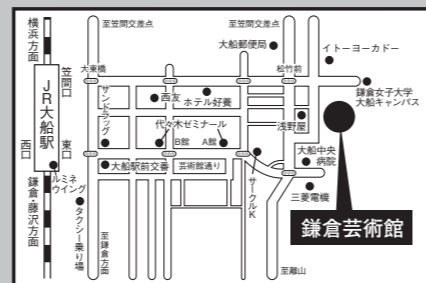 横浜方面
至笠間交差点
至笠間交差点
大船郵便局
イトーヨーカドー
大東橋
松竹前
笠間口
JR大船駅
西口
東口
サンドラッグ
西友
ホテル好養
鎌倉女子大学
大船キャンパス
代々木ゼミナール
B館
A館
浅野屋
大船中央
病院
大船駅前交番
芸術館通り
ルミネ
ウイング
サークルK
三菱電機
鎌倉芸術館
鎌倉・藤沢方面
タクシー乗り場
至鎌倉方面
至離山